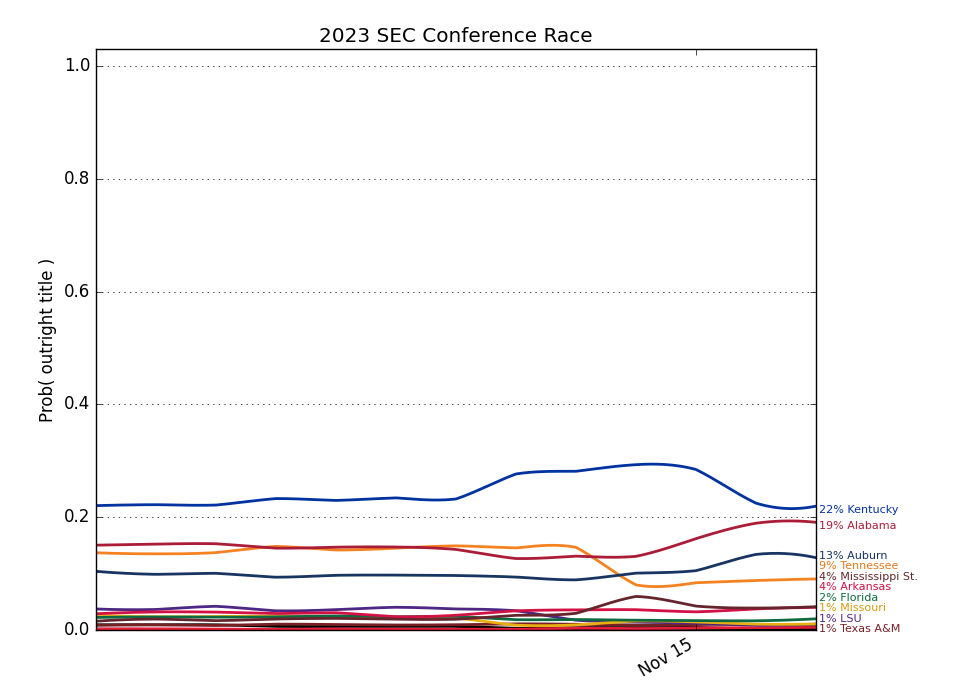 2023 SEC Conference Race
1.0
0.8
0.6
0.4
0.2
0.0
Prob( outright title )
Nov 15
22% Kentucky
19% Alabama
13% Auburn
9% Tennessee
4% Mississippi St.
4% Arkansas
2% Florida
1% Missouri
1% LSU
1% Texas A&M